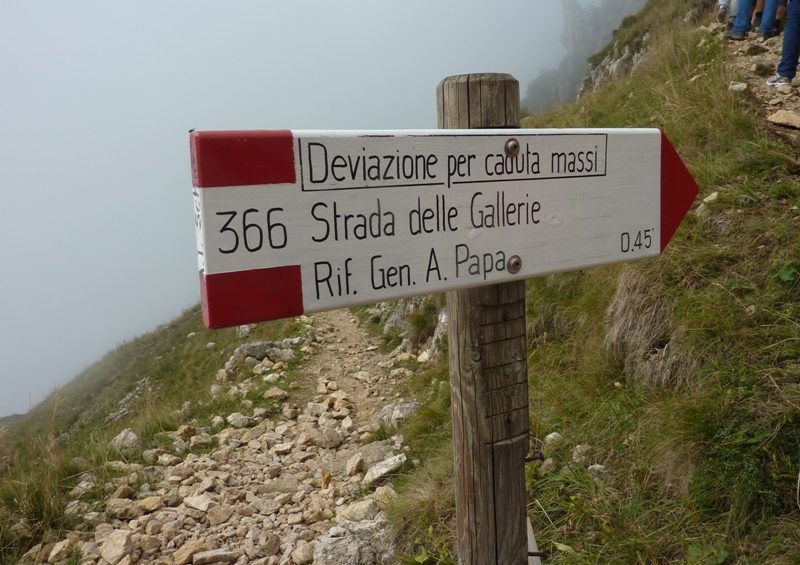 Deviazione per caduta massi
366 Strada delle Gallerie
Rif. Gen. A. Papa
0.45'